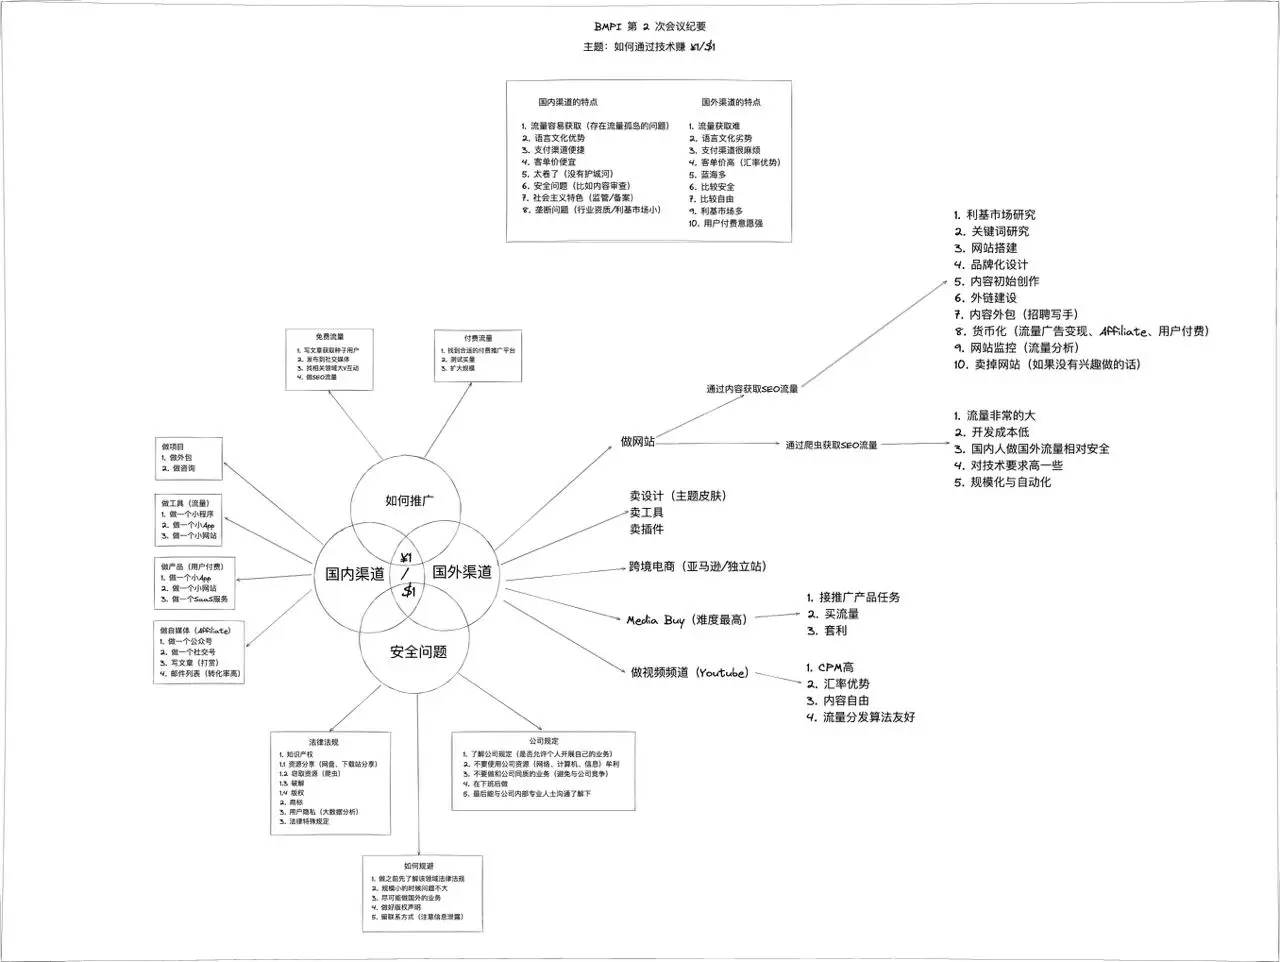 BMPI 第 2 次会议纪要
主题：如何通过技术赚 ¥1/$1
国内渠道的特点
1. 流量容易获取（存在流量孤岛的问题）
2. 语言文化优势
3. 支付渠道便捷
4. 客单价便宜
5. 太卷了（没有护城河）
6. 安全问题（比如内容审查）
7. 社会主义特色（监管/备案）
8. 垄断问题（行业资质/利基市场小）
国外渠道的特点
1. 流量获取难
2. 语言文化劣势
3. 支付渠道很麻烦
4. 客单价高（汇率优势）
5. 蓝海多
6. 比较安全
7. 比较自由
9. 利基市场多
10. 用户付费意愿强
免费流量
1. 写文章获取种子用户
2. 发布到社交媒体
3. 找相关领域大V互动
4. 做SEO流量
付费流量
1. 找到合适的付费推广平台
2. 测试买量
3. 扩大规模
做项目
1. 做外包
2. 做咨询
做工具（流量）
1. 做一个小程序
2. 做一个小App
3. 做一个小网站
做产品（用户付费）
1. 做一个小App
2. 做一个小网站
3. 做一个SaaS服务
自媒体（Affiliate）
1. 做一个公众号
2. 做一个社交号
3. 写文章（打赏）
4. 邮件列表（转化率高）
如何推广
国内渠道
¥1
/
$1
国外渠道
安全问题
做网站
通过内容获取SEO流量
1. 利基市场研究
2. 关键词研究
3. 网站搭建
4. 品牌化设计
5. 内容初始创作
6. 外链建设
7. 内容外包（招聘写手）
8. 货币化（流量广告变现、Affiliate、用户付费）
9. 网站监控（流量分析）
10. 卖掉网站（如果没有兴趣做的话）
通过爬虫获取SEO流量
1. 流量非常的大
2. 开发成本低
3. 国内人做国外流量相对安全
4. 对技术要求高一些
5. 规模化与自动化
卖设计（主题皮肤）
卖工具
卖插件
跨境电商（亚马逊/独立站）
Media Buy（难度最高）
1. 接推广产品任务
2. 买流量
3. 套利
做视频频道（Youtube）
1. CPM高
2. 汇率优势
3. 内容自由
4. 流量分发算法友好
法律法规
1. 知识产权
1.1 资源分享（网盘、下载站分享）
1.2 窃取资源（爬虫）
1.3 破解
1.4 版权
2. 商标
3. 用户隐私（大数据分析）
3. 法律特殊规定
公司规定
1. 了解公司规定（是否允许个人开展自己的业务）
2. 不要使用公司资源（网络、计算机、信息）牟利
3. 不要做和公司同质的业务（避免与公司竞争）
4. 在下班后做
5. 最后能与公司内部专业人士沟通了解下
如何规避
1. 做之前先了解该领域法律法规
2. 规模小的时候问题不大
3. 尽可能做国外的业务
4. 做好版权声明
5. 留联系方式（注意信息泄露）